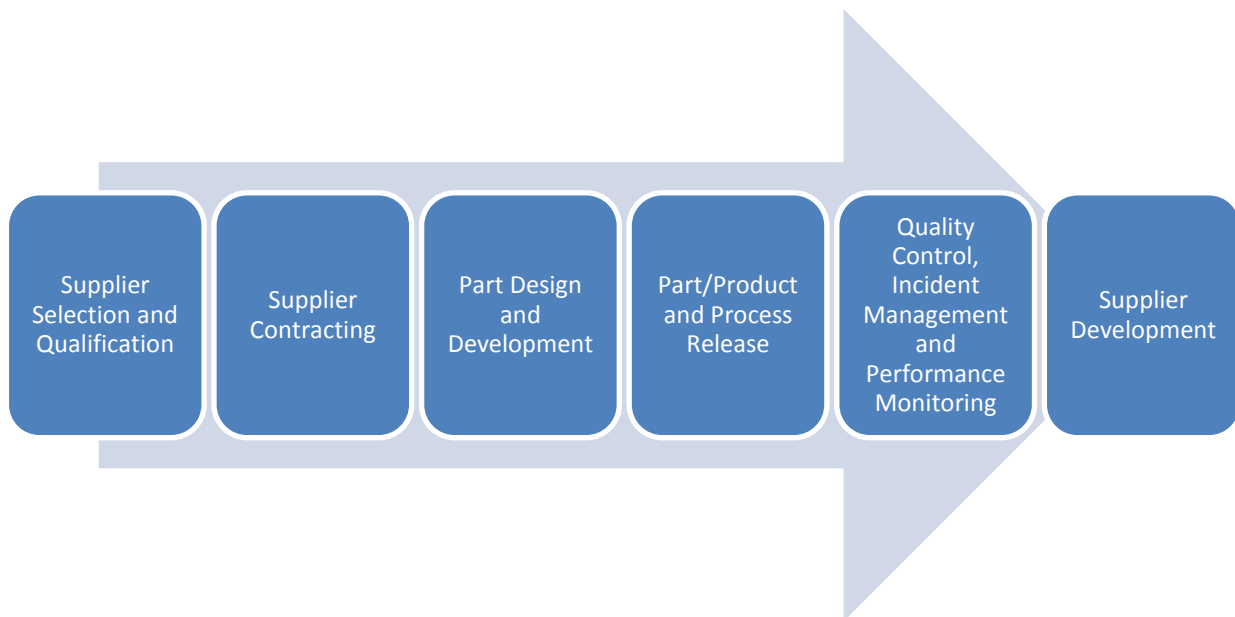 Supplier
Selection and
Qualification
Supplier
Contracting
Part Design
and
Development
Part/Product
and Process
Release
Quality
Control,
Incident
Management
and
Performance
Monitoring
Supplier
Development